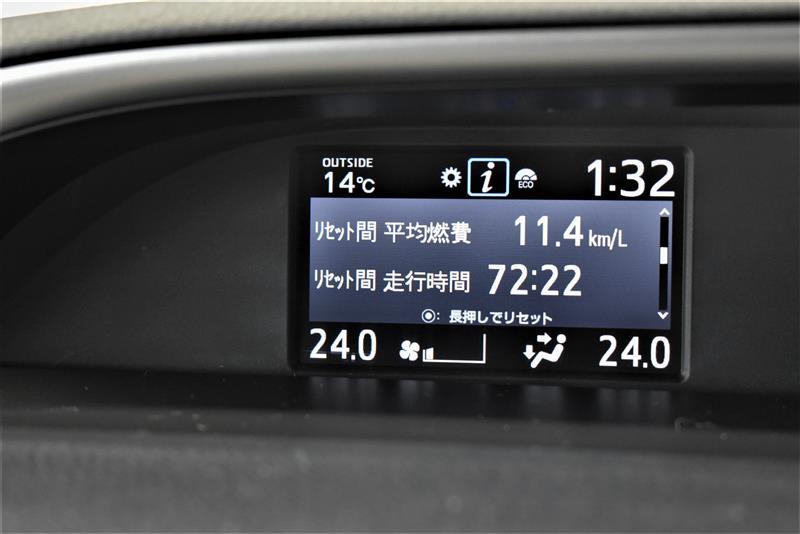 OUTSIDE
14℃ i ECO 1:32
ﾘｾｯﾄ間 平均燃費 11.4 km/L
ﾘｾｯﾄ間 走行時間 72:22
◉: 長押しでリセット
24.0 24.0